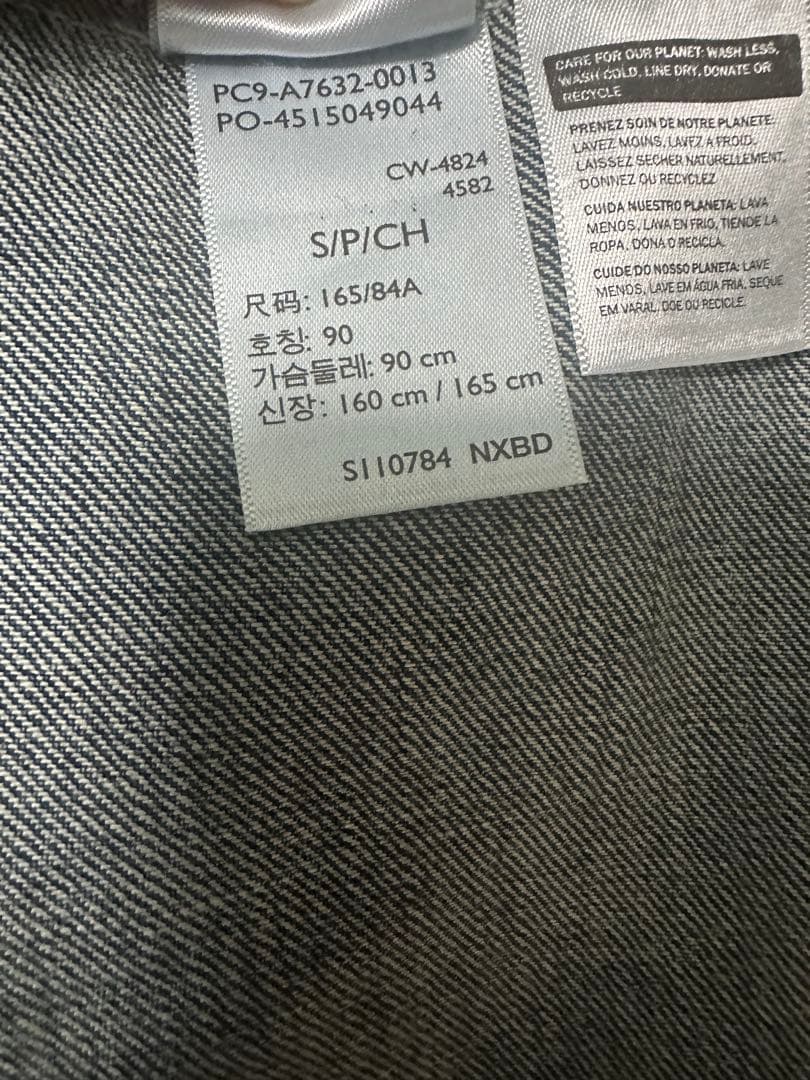 PC9-A7632-0013
PO-4515049044
CW-4824
4582
S/P/CH
尺码: 165/84A
호칭: 90
가슴둘레: 90 cm
신장: 160 cm / 165 cm
S110784 NXBD
CARE FOR OUR PLANET: WASH LESS,
WASH COLD, LINE DRY, DONATE OR
RECYCLE
PRENEZ SOIN DE NOTRE PLANETE:
LAVEZ MOINS, LAVEZ A FROID,
LAISSEZ SECHER NATURELLEMENT,
DONNEZ OU RECYCLEZ
CUIDA NUESTRO PLANETA: LAVA
MENOS, LAVA EN FRIO, TIENDE LA
ROPA, DONA O RECICLA.
CUIDE DO NOSSO PLANETA: LAVE
MENOS, LAVE EM ÁGUA FRIA, SEQUE
EM VARAL, DOE OU RECICLE.